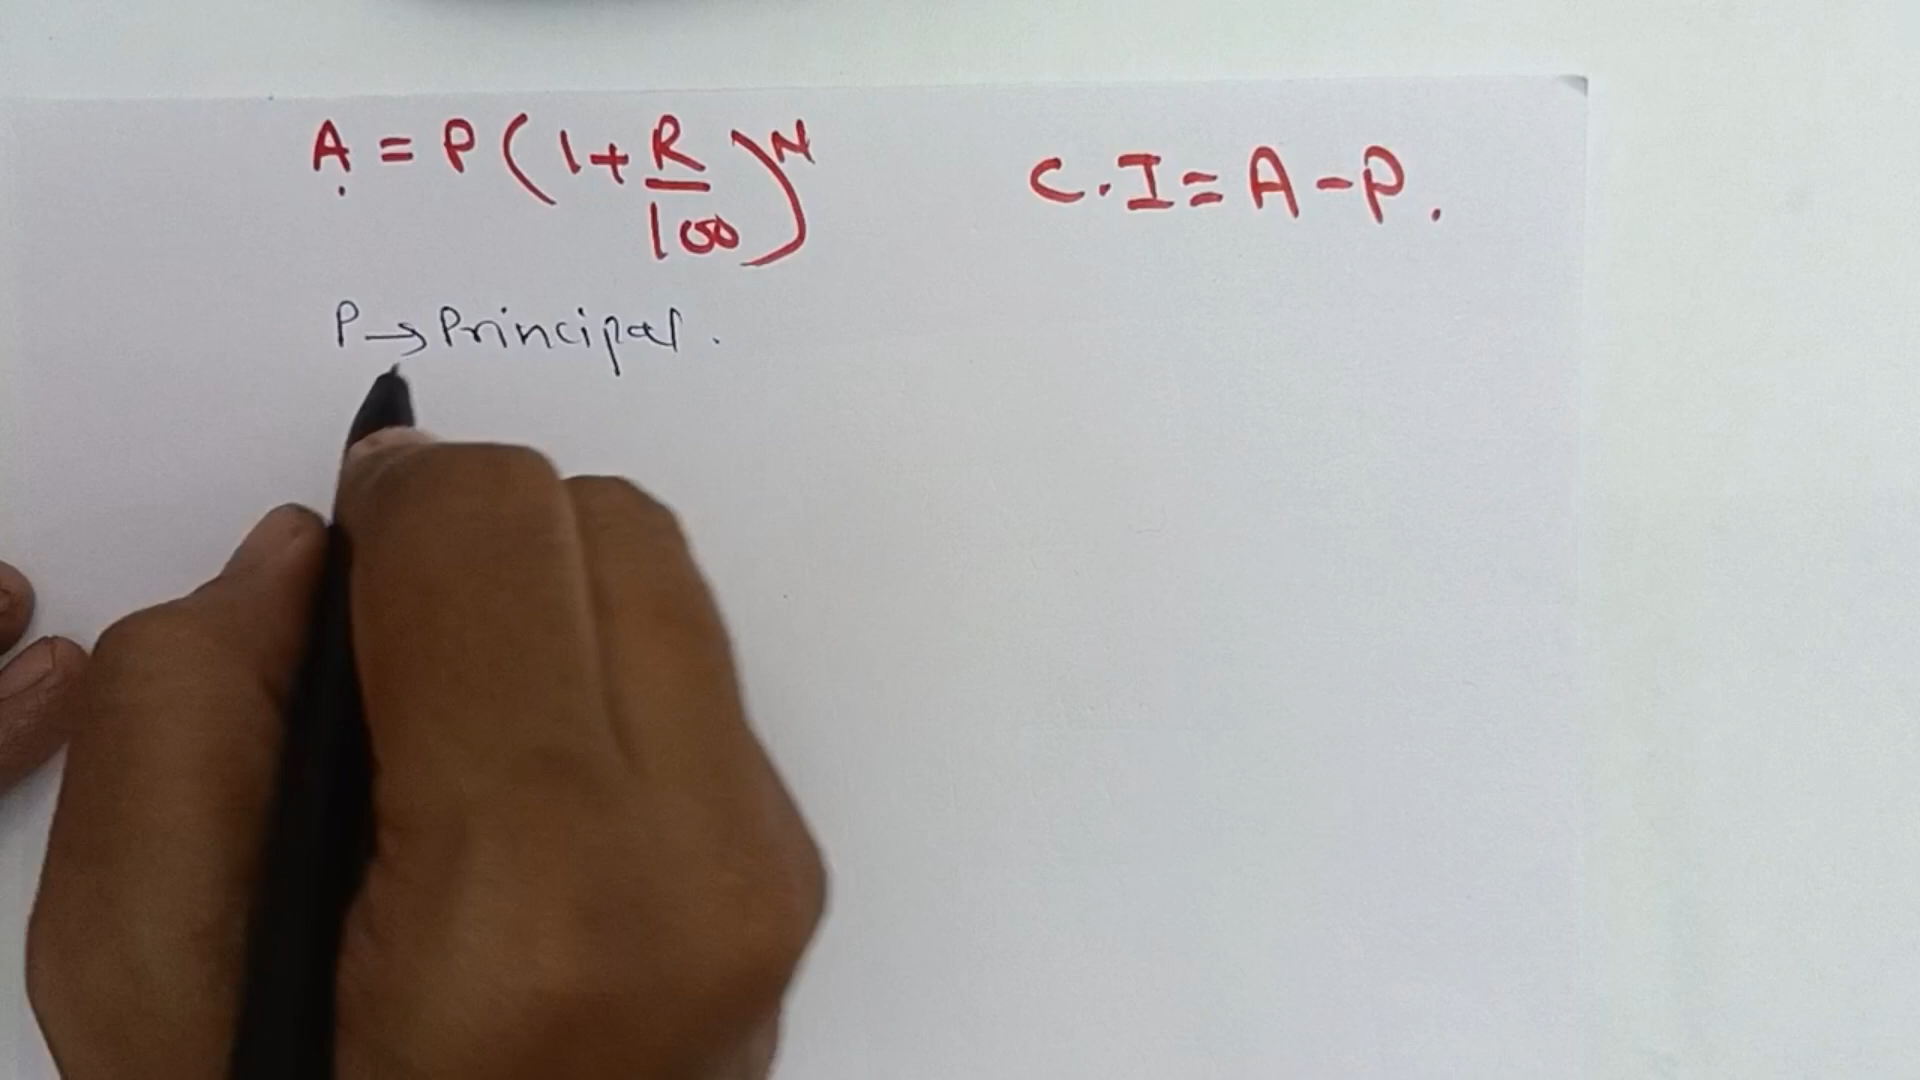 A = P(1+R/100)^N
C.I = A - P.
P → Principal.